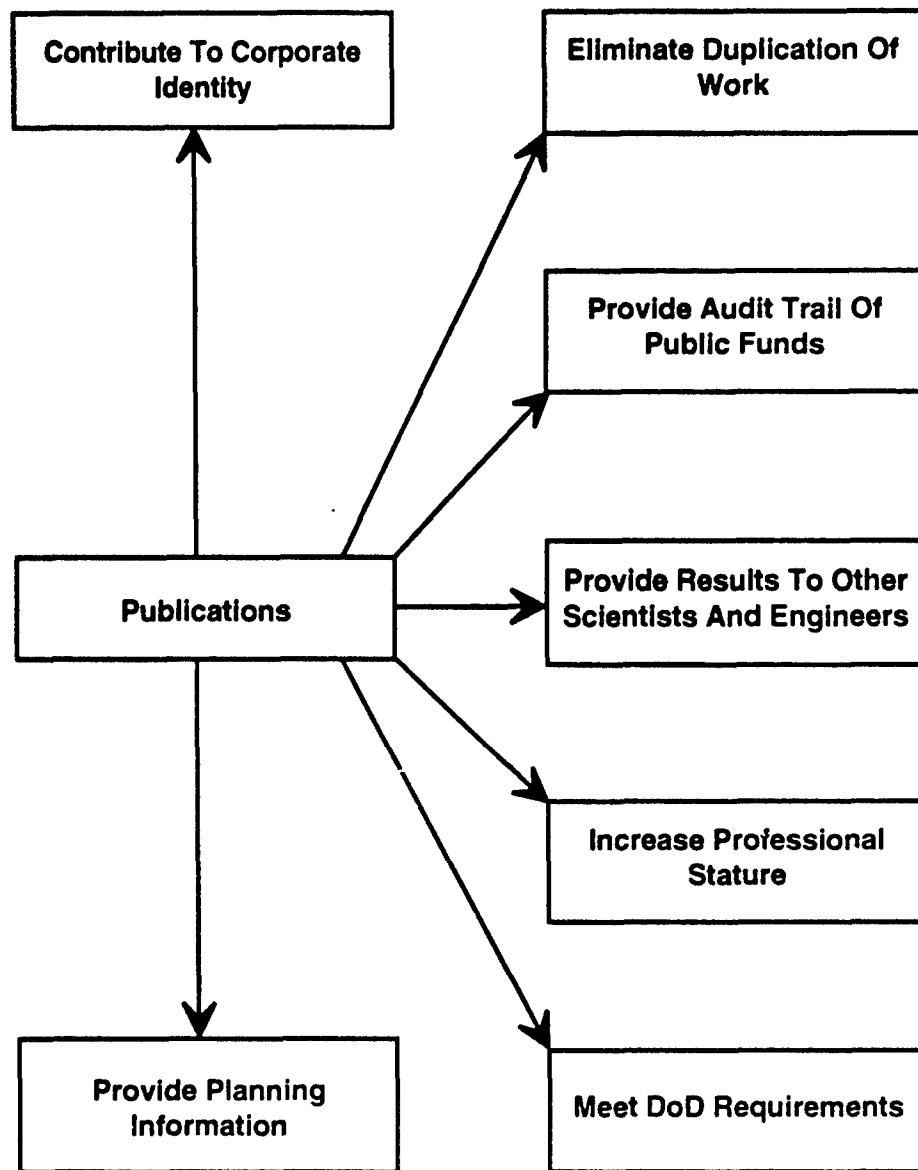 Contribute To Corporate
Identity
Eliminate Duplication Of
Work
Provide Audit Trail Of
Public Funds
Publications
Provide Results To Other
Scientists And Engineers
Increase Professional
Stature
Provide Planning
Information
Meet DoD Requirements